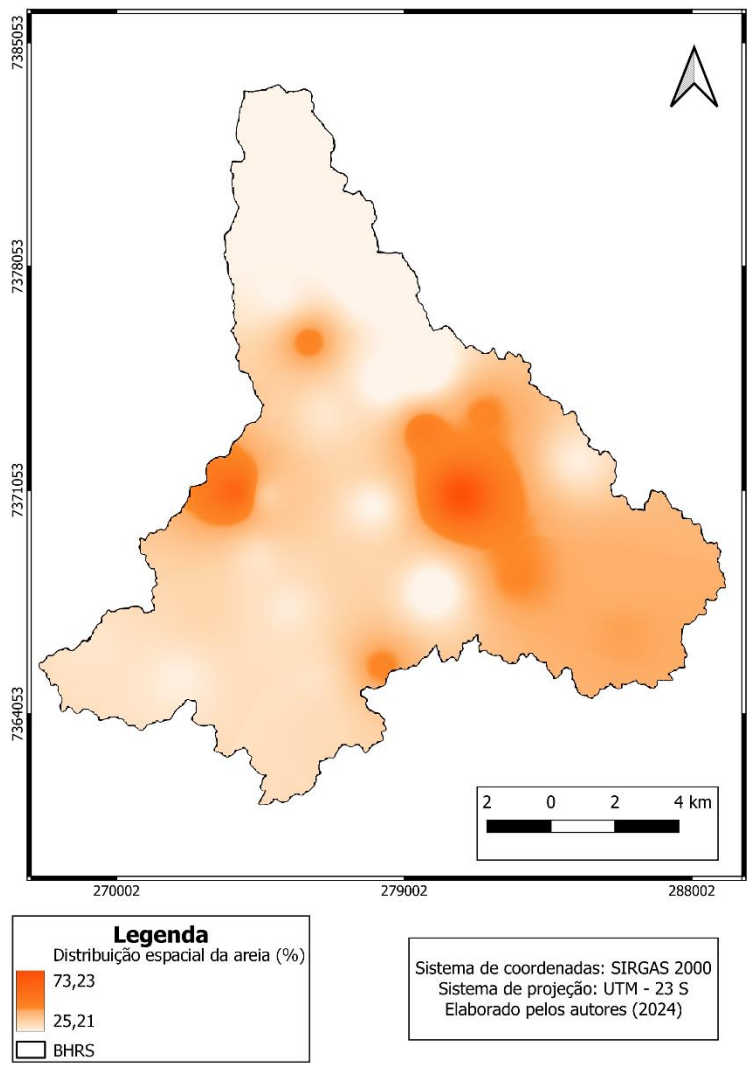 7385053
7378053
7371053
7364053
2 0 2 4 km
270002 279002 288002
Legenda
Distribuição espacial da areia (%)
73,23
25,21
BHRS
Sistema de coordenadas: SIRGAS 2000
Sistema de projeção: UTM - 23 S
Elaborado pelos autores (2024)